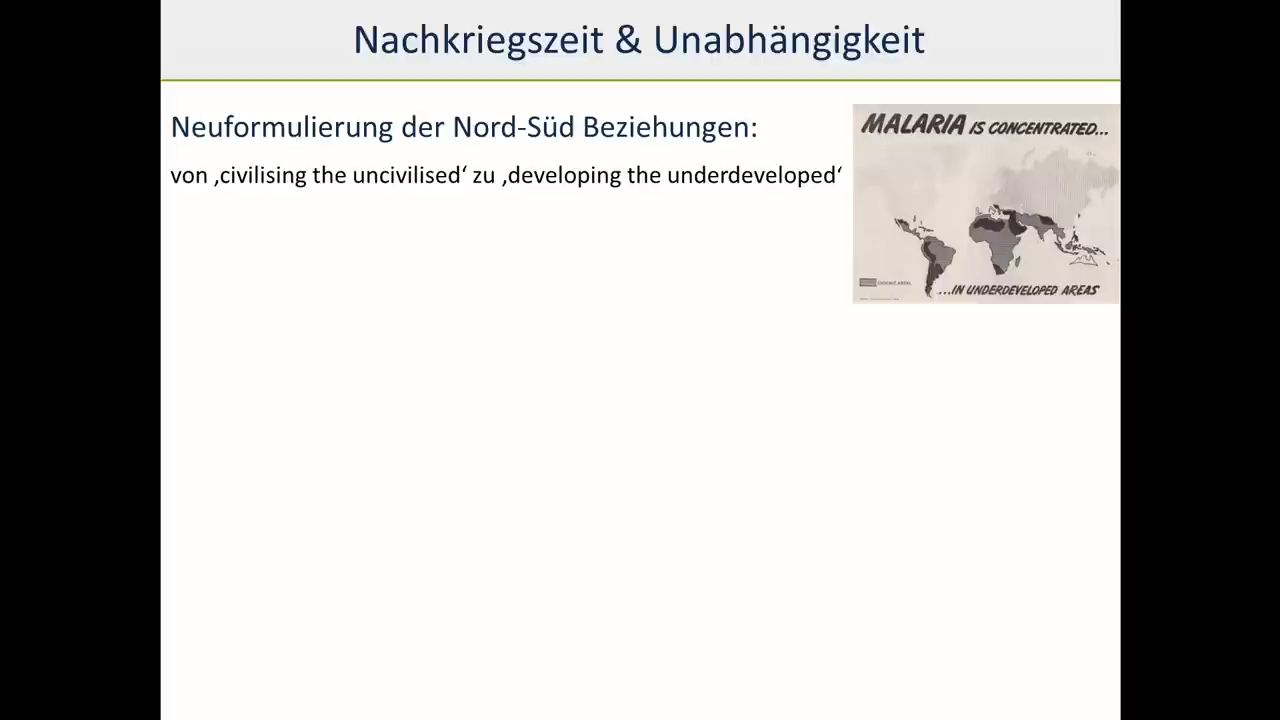 Nachkriegszeit & Unabhängigkeit
Neuformulierung der Nord-Süd Beziehungen:
von ‚civilising the uncivilised‘ zu ‚developing the underdeveloped‘
MALARIA IS CONCENTRATED...
...IN UNDERDEVELOPED AREAS